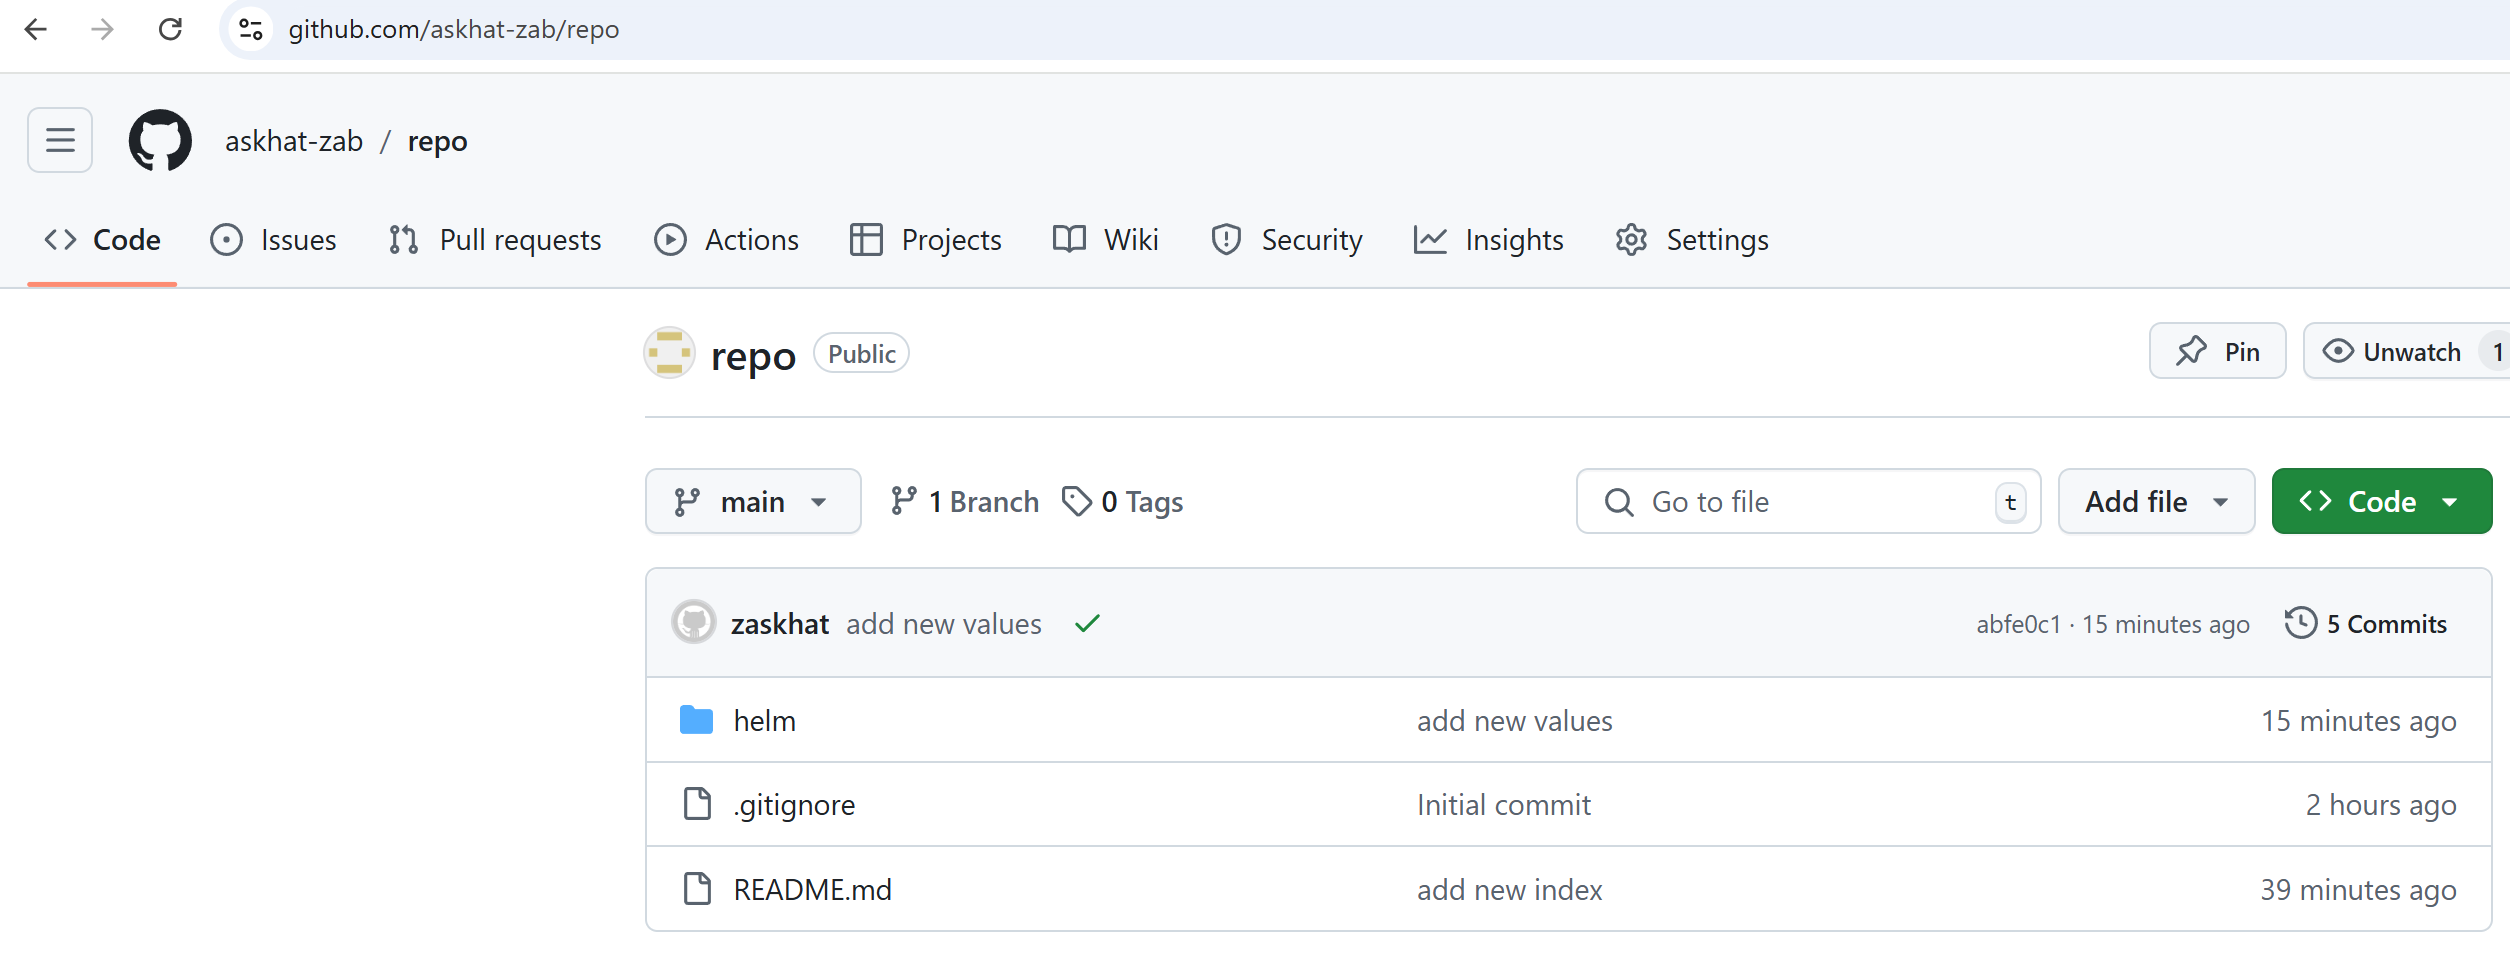 github.com/askhat-zab/repo
askhat-zab / repo
Code Issues Pull requests Actions Projects Wiki Security Insights Settings
repo Public Pin Unwatch 1
main 1 Branch 0 Tags Go to file t Add file Code
zaskhat add new values abfe0c1 · 15 minutes ago 5 Commits
helm add new values 15 minutes ago
.gitignore Initial commit 2 hours ago
README.md add new index 39 minutes ago